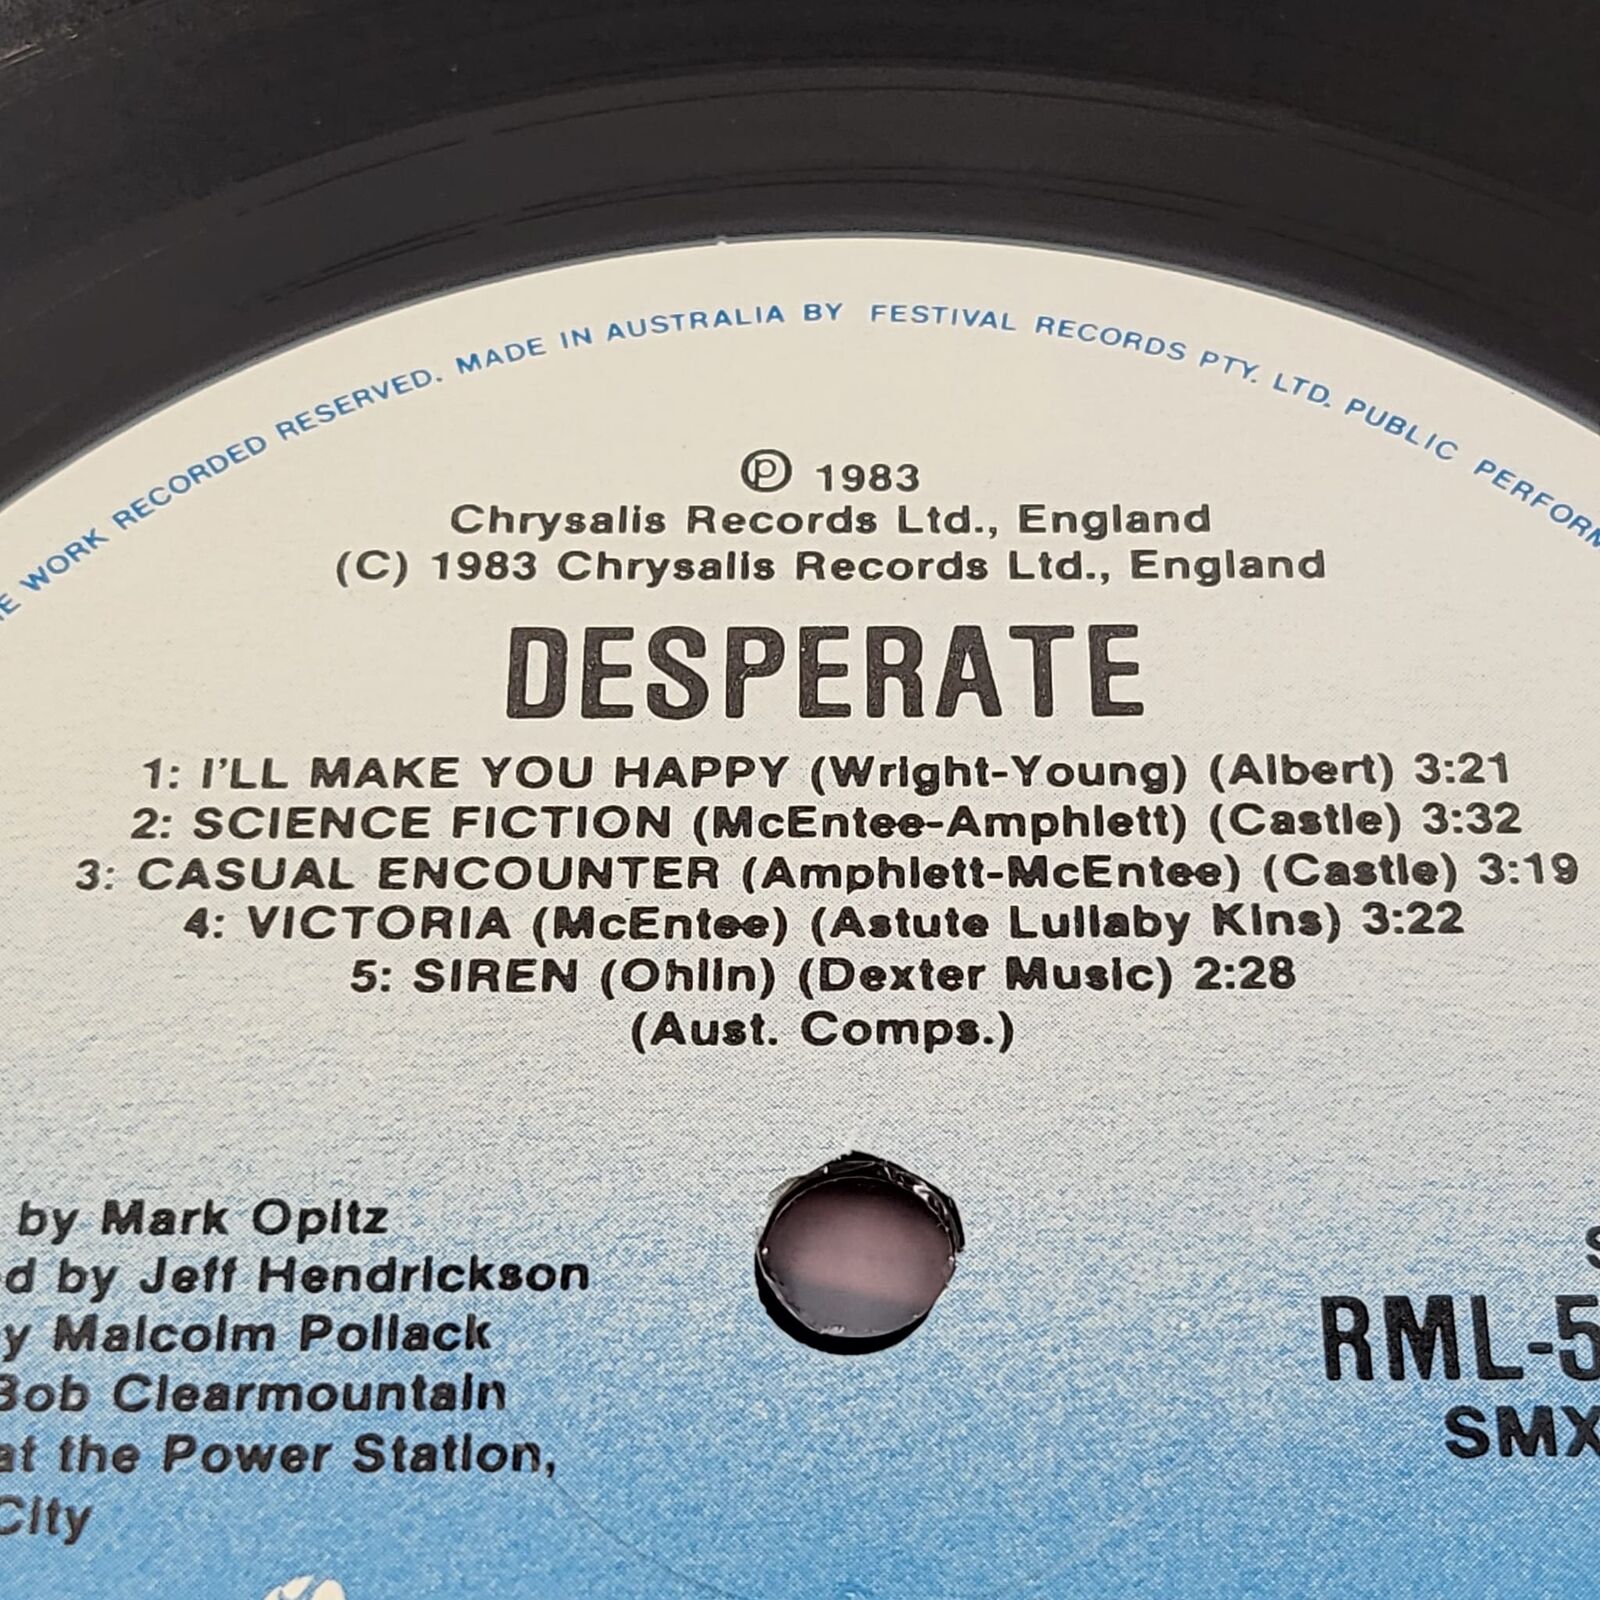 WORK RECORDED RESERVED. MADE IN AUSTRALIA BY FESTIVAL RECORDS PTY. LTD. PUBLIC
Ⓟ 1983
Chrysalis Records Ltd., England
(C) 1983 Chrysalis Records Ltd., England
DESPERATE
1: I'LL MAKE YOU HAPPY (Wright-Young) (Albert) 3:21
2: SCIENCE FICTION (McEntee-Amphlett) (Castle) 3:32
3: CASUAL ENCOUNTER (Amphlett-McEntee) (Castle) 3:19
4: VICTORIA (McEntee) (Astute Lullaby Kins) 3:22
5: SIREN (Ohlin) (Dexter Music) 2:28
(Aust. Comps.)
by Mark Opitz
by Jeff Hendrickson
Malcolm Pollack
Bob Clearmountain
at the Power Station,
City
RML-5
SMX